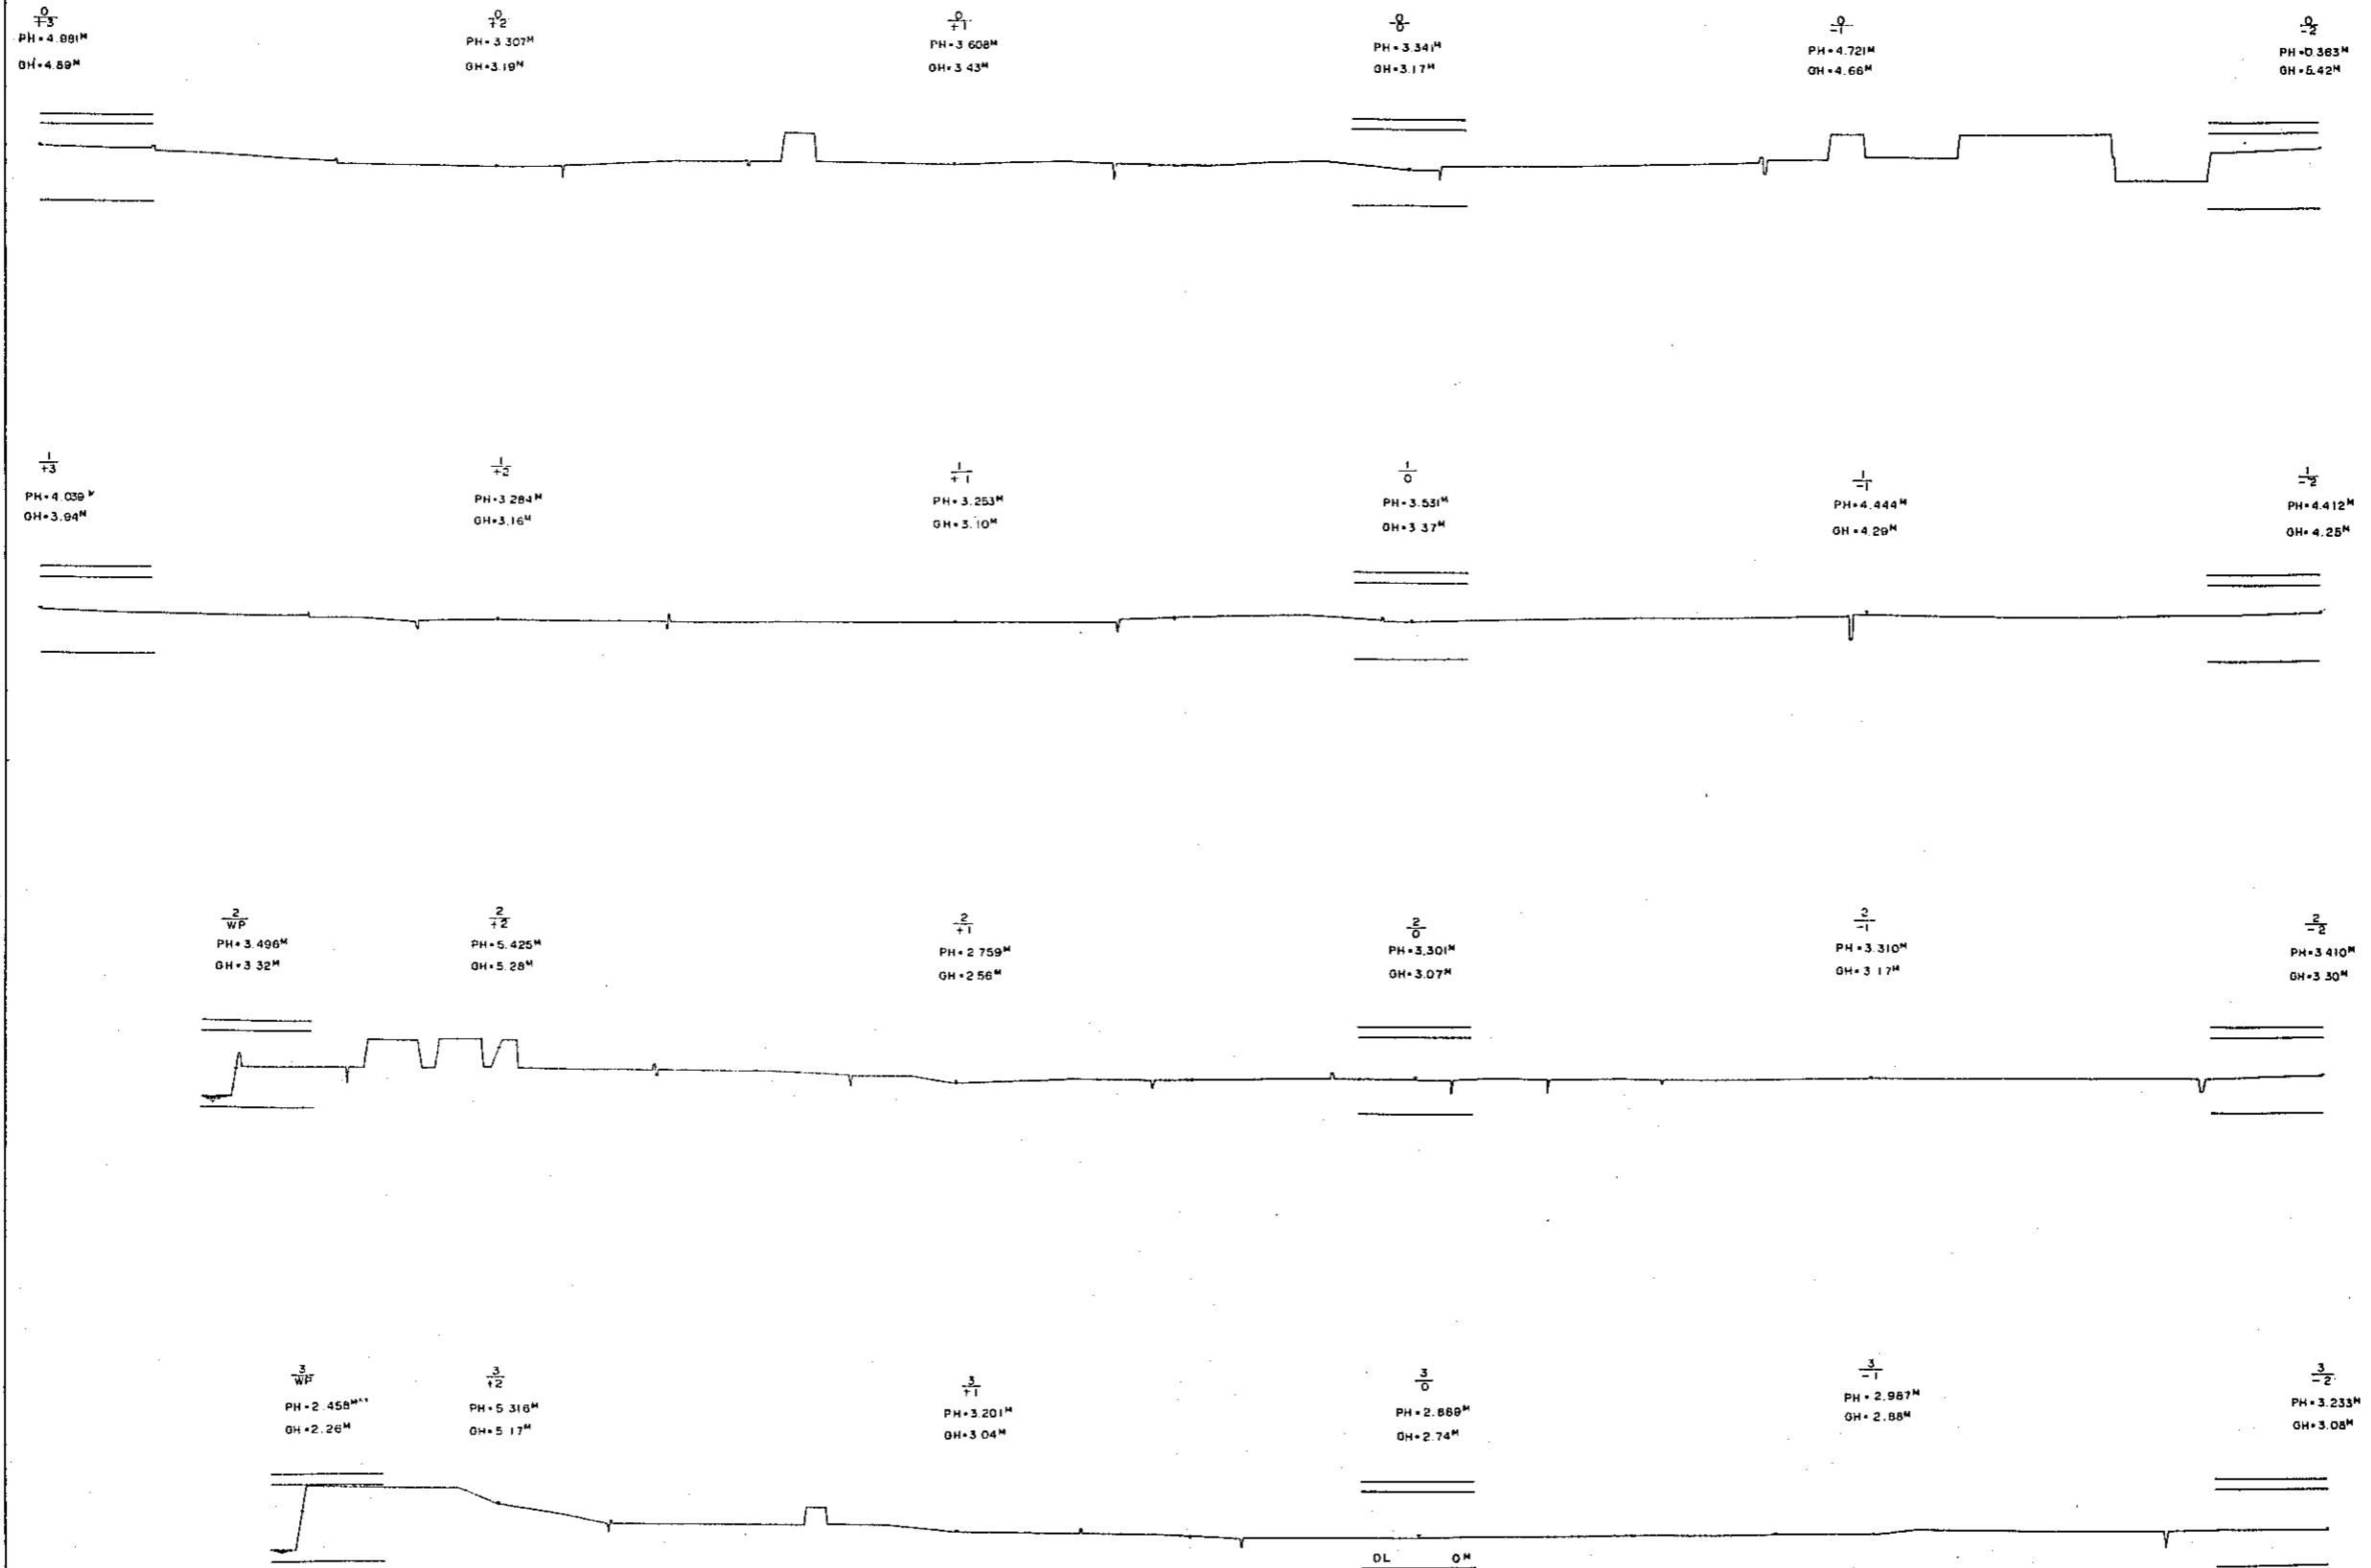 0
+3
PH=4.981M
GH=4.89M
0
+2
PH=3.307M
GH=3.19M
0
+1
PH=3.608M
GH=3.43M
0
0
PH=3.341M
GH=3.17M
0
-1
PH=4.721M
GH=4.66M
0
-2
GH=5.42M
1
+3
PH=4.039M
GH=3.94M
1
+2
PH=3.284M
GH=3.16M
1
+1
PH=3.253M
GH=3.10M
1
0
PH=3.531M
GH=3.37M
1
-1
PH=4.444M
GH=4.29M
1
-2
PH=4.412M
GH=4.25M
2
WP
PH=3.496M
GH=3.32M
2
+2
PH=5.425M
GH=5.28M
2
+1
PH=2.759M
GH=2.56M
2
0
PH=3.301M
GH=3.07M
2
-1
PH=3.310M
GH=3.17M
2
-2
PH=3.410M
GH=3.30M
3
WP
PH=2.458M
GH=2.26M
3
+2
PH=5.316M
GH=5.17M
3
+1
PH=3.201M
GH=3.04M
3
0
PH=2.869M
GH=2.74M
3
-1
PH=2.987M
GH=2.88M
3
-2
PH=3.233M
GH=3.08M
DL 0M